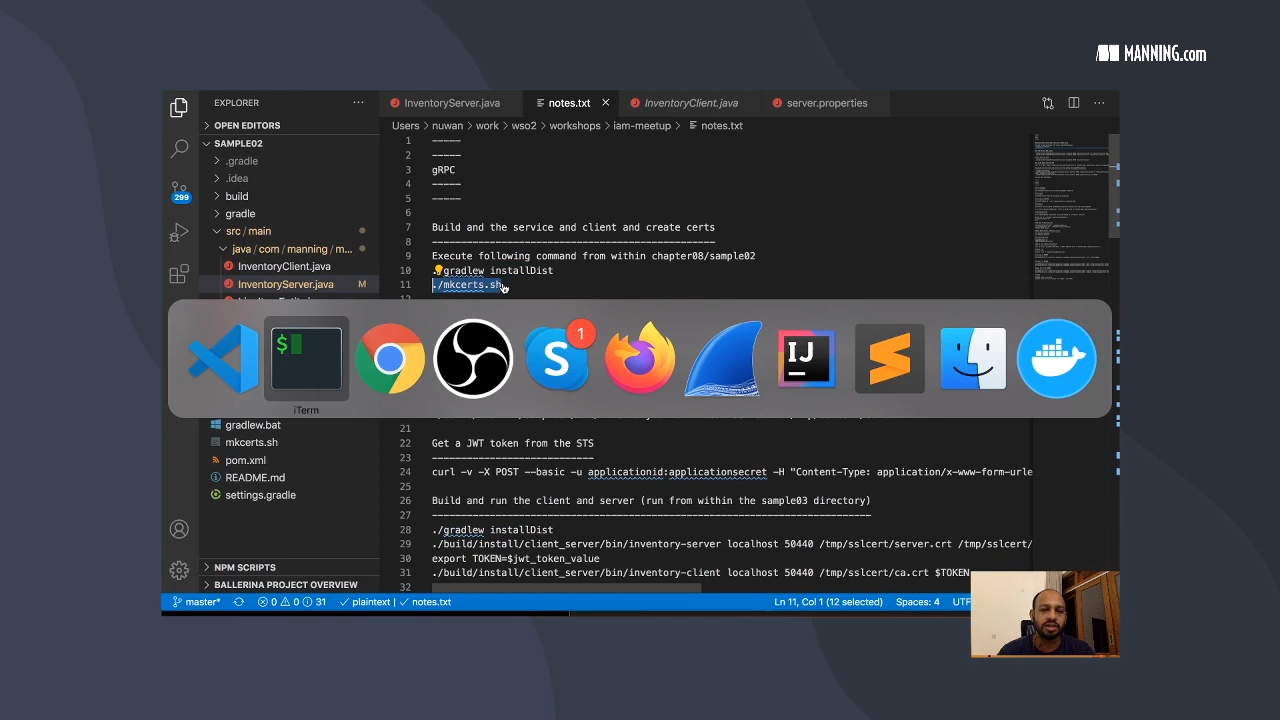 MANNING.com
EXPLORER
InventoryServer.java
notes.txt
InventoryClient.java
server.properties
OPEN EDITORS
Users > nuwan > work > wso2 > workshops > iam-meetup > notes.txt
SAMPLE02
.gradle
.idea
build
gradle
src / main
java / com / manning / m...
InventoryClient.java
InventoryServer.java M
299
1 -----
2 -----
3 gRPC
4 -----
5 -----
6
7 Build and the service and client and create certs
8 -------------------------------------------------
9 Execute following command from within chapter08/sample02
10 ./gradlew installDist
11 ./mkcerts.sh
$
IJ
1
iTerm
gradlew.bat
mkcerts.sh
pom.xml
README.md
settings.gradle
21
22 Get a JWT token from the STS
23 ---------------------------
24 curl -v -X POST --basic -u applicationid:applicationsecret -H "Content-Type: application/x-www-form-urle
25
26 Build and run the client and server (run from within the sample03 directory)
27 ----------------------------------------------------------------------------
28 ./gradlew installDist
29 ./build/install/client_server/bin/inventory-server localhost 50440 /tmp/sslcert/server.crt /tmp/sslcert/
30 export TOKEN=$jwt_token_value
31 ./build/install/client_server/bin/inventory-client localhost 50440 /tmp/sslcert/ca.crt $TOKEN
32
NPM SCRIPTS
BALLERINA PROJECT OVERVIEW
master* 0 0 31 plaintext | notes.txt Ln 11, Col 1 (12 selected) Spaces: 4 UTF